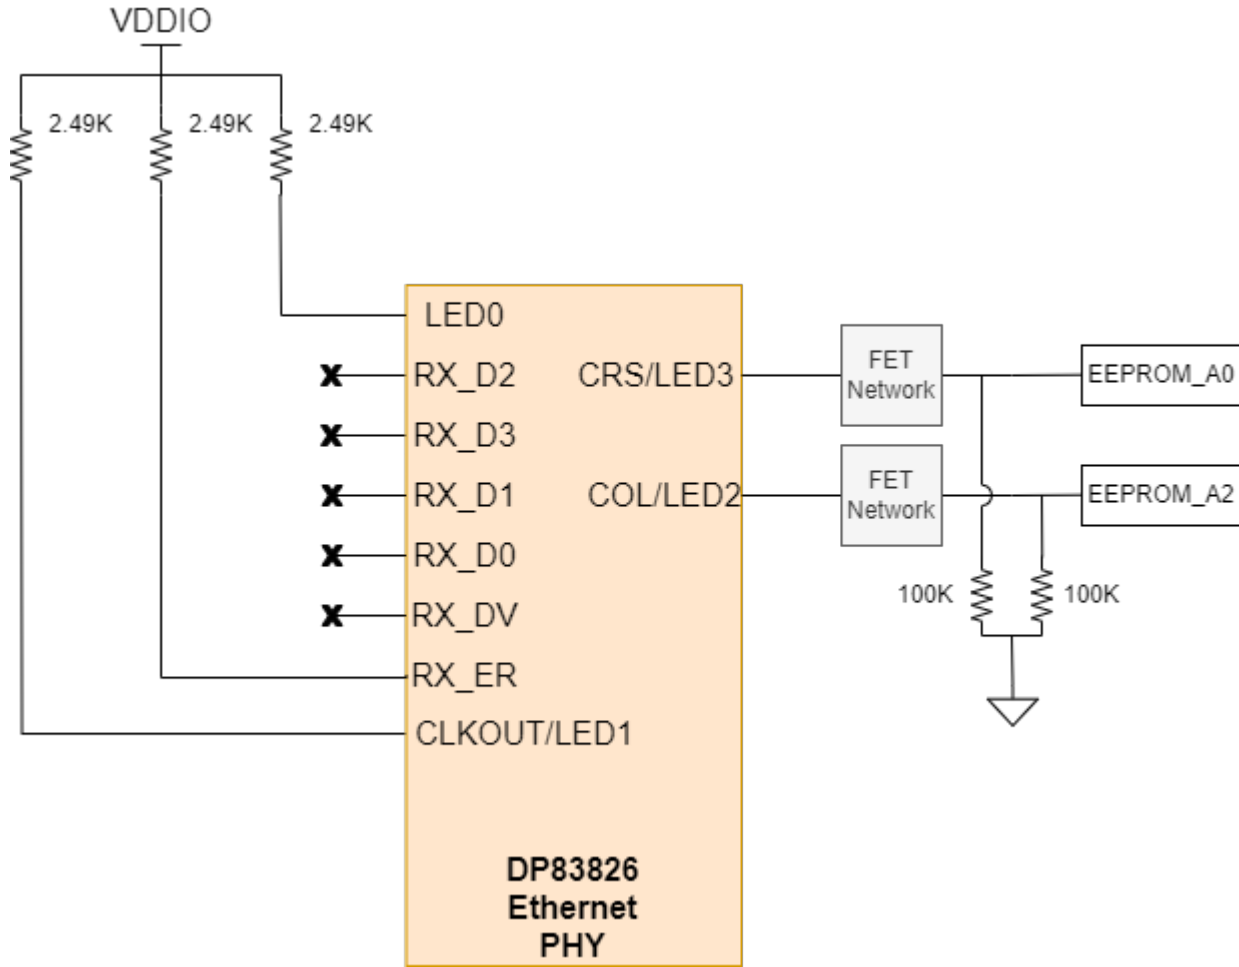 VDDIO
2.49K
2.49K
2.49K
LED0
RX_D2
CRS/LED3
FET
Network
EEPROM_A0
RX_D3
RX_D1
COL/LED2
FET
Network
EEPROM_A2
RX_D0
100K
100K
RX_DV
RX_ER
CLKOUT/LED1
DP83826
Ethernet
PHY